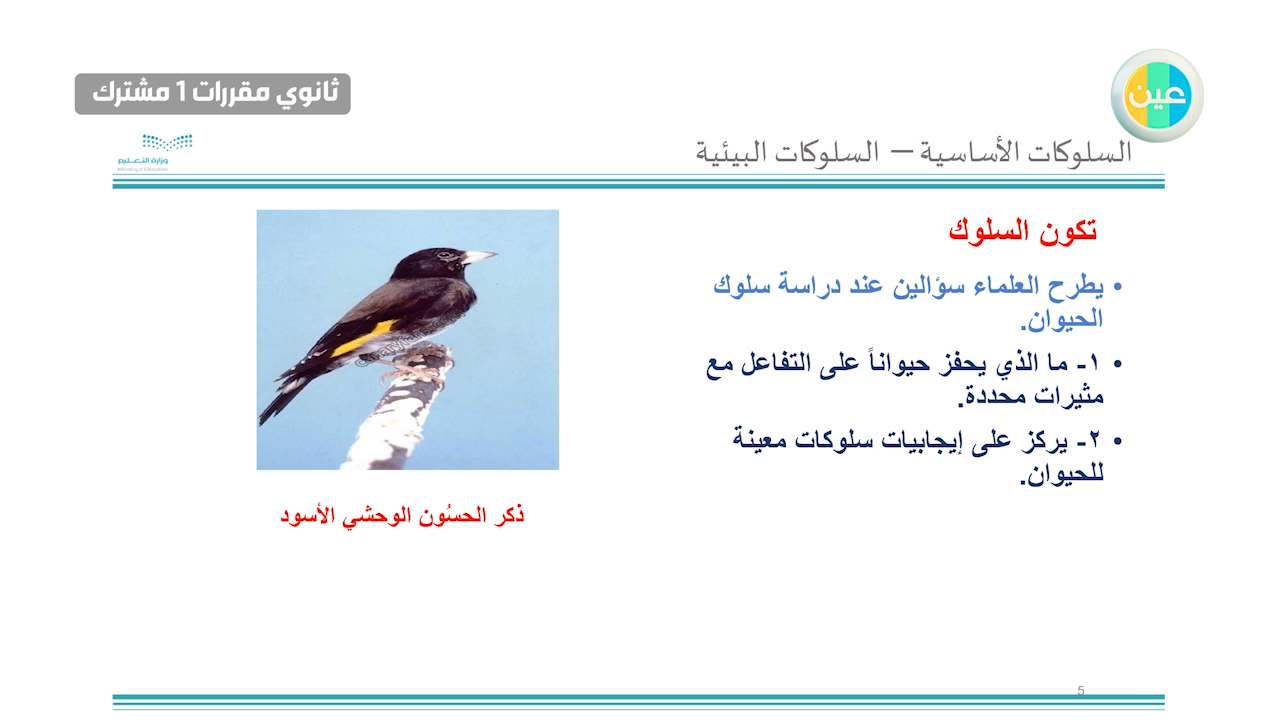 ثانوي مقررات 1 مشترك
عين
وزارة التعليم
Ministry of Education
السلوكات الأساسية – السلوكات البيئية
تكون السلوك
• يطرح العلماء سؤالين عند دراسة سلوك
الحيوان.
• ١- ما الذي يحفز حيواناً على التفاعل مع
مثيرات محددة.
• ٢- يركز على إيجابيات سلوكات معينة
للحيوان.
ذكر الحسُون الوحشي الأسود
5